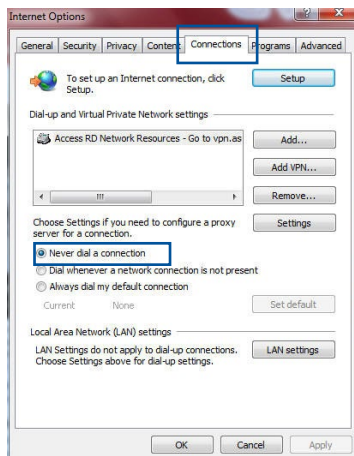 Internet Options
General Security Privacy Content Connections Programs Advanced
To set up an Internet connection, click
Setup.
Setup
Dial-up and Virtual Private Network settings
Access RD Network Resources - Go to vpn.as
Add...
Add VPN...
Remove...
Choose Settings if you need to configure a proxy
server for a connection.
Settings
Never dial a connection
Dial whenever a network connection is not present
Always dial my default connection
Current None
Set default
Local Area Network (LAN) settings
LAN Settings do not apply to dial-up connections.
Choose Settings above for dial-up settings.
LAN settings
OK Cancel Apply